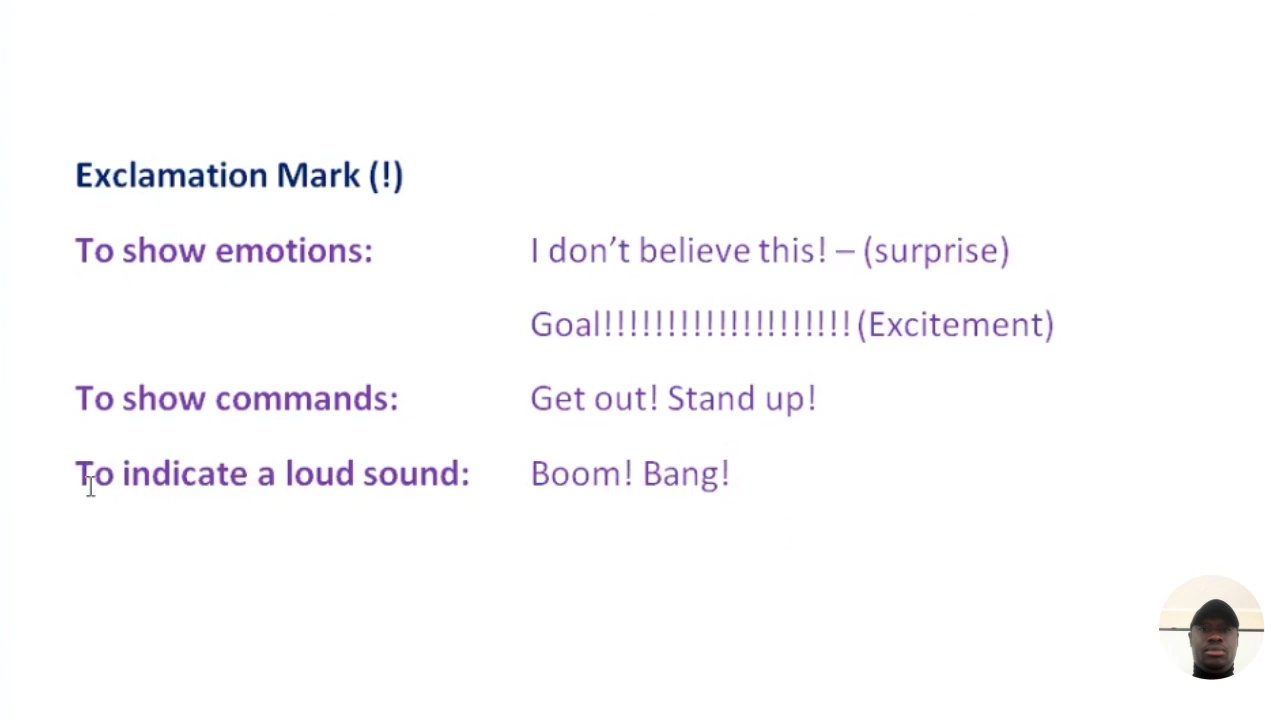 Exclamation Mark (!)
To show emotions: I don’t believe this! – (surprise)
Goal!!!!!!!!!!!!!!!!!!!! (Excitement)
To show commands: Get out! Stand up!
To indicate a loud sound: Boom! Bang!